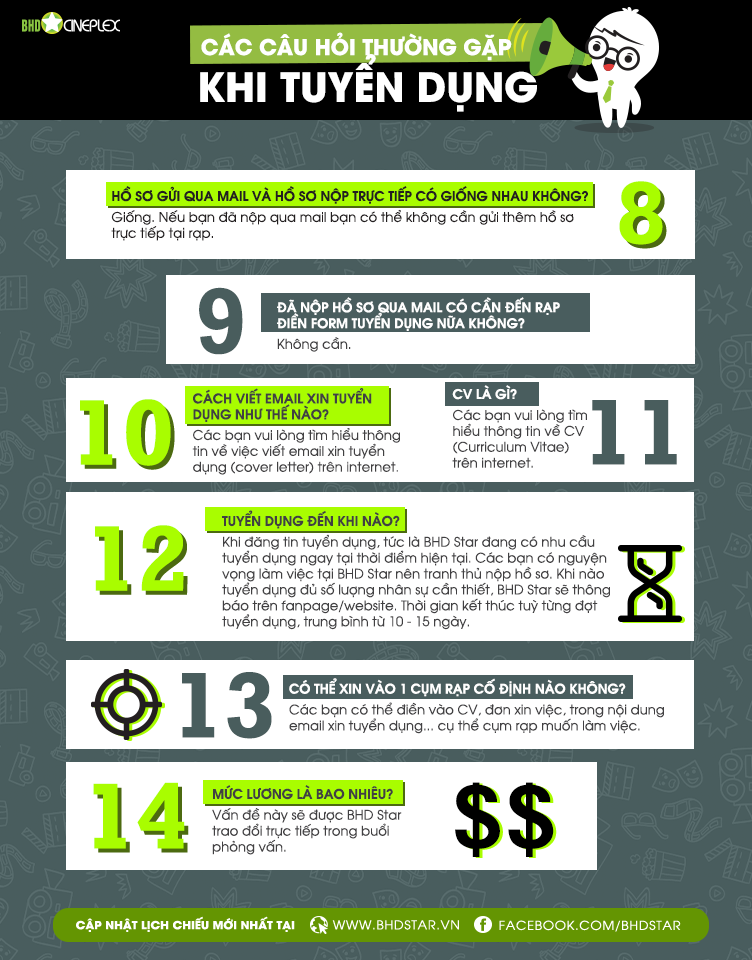 BHD CINEPLEX
CÁC CÂU HỎI THƯỜNG GẶP
KHI TUYỂN DỤNG
HỒ SƠ GỬI QUA MAIL VÀ HỒ SƠ NỘP TRỰC TIẾP CÓ GIỐNG NHAU KHÔNG?
Giống. Nếu bạn đã nộp qua mail bạn có thể không cần gửi thêm hồ sơ
trực tiếp tại rạp.
8
9
ĐÃ NỘP HỒ SƠ QUA MAIL CÓ CẦN ĐẾN RẠP
ĐIỀN FORM TUYỂN DỤNG NỮA KHÔNG?
Không cần.
10
CÁCH VIẾT EMAIL XIN TUYỂN
DỤNG NHƯ THẾ NÀO?
Các bạn vui lòng tìm hiểu thông
tin về việc viết email xin tuyển
dụng (cover letter) trên internet.
CV LÀ GÌ?
Các bạn vui lòng tìm
hiểu thông tin về CV
(Curriculum Vitae)
trên internet.
11
12
TUYỂN DỤNG ĐẾN KHI NÀO?
Khi đăng tin tuyển dụng, tức là BHD Star đang có nhu cầu
tuyển dụng ngay tại thời điểm hiện tại. Các bạn có nguyện
vọng làm việc tại BHD Star nên tranh thủ nộp hồ sơ. Khi nào
tuyển dụng đủ số lượng nhân sự cần thiết, BHD Star sẽ thông
báo trên fanpage/website. Thời gian kết thúc tuỳ từng đợt
tuyển dụng, trung bình từ 10 - 15 ngày.
13
CÓ THỂ XIN VÀO 1 CỤM RẠP CỐ ĐỊNH NÀO KHÔNG?
Các bạn có thể điền vào CV, đơn xin việc, trong nội dung
email xin tuyển dụng... cụ thể cụm rạp muốn làm việc.
14
MỨC LƯƠNG LÀ BAO NHIÊU?
Vấn đề này sẽ được BHD Star
trao đổi trực tiếp trong buổi
phỏng vấn.
$$
CẬP NHẬT LỊCH CHIẾU MỚI NHẤT TẠI WWW.BHDSTAR.VN FACEBOOK.COM/BHDSTAR